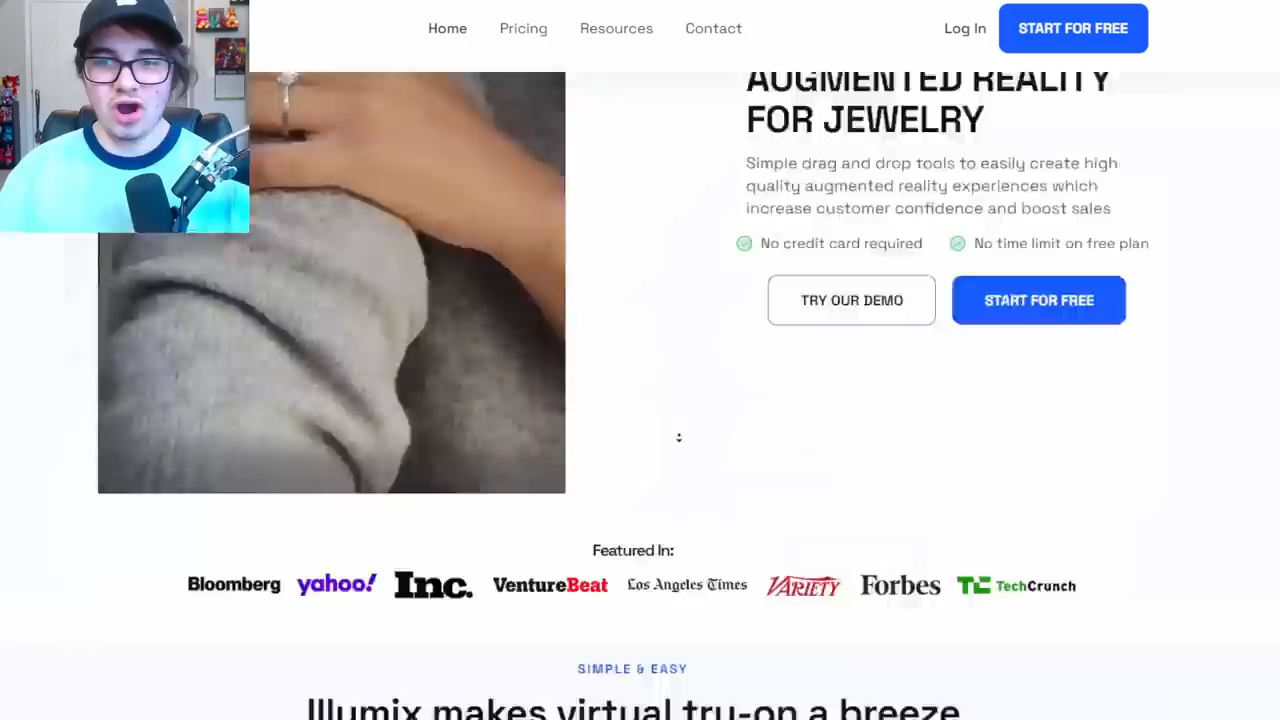 Home Pricing Resources Contact Log In START FOR FREE
AUGMENTED REALITY
FOR JEWELRY
Simple drag and drop tools to easily create high
quality augmented reality experiences which
increase customer confidence and boost sales
No credit card required No time limit on free plan
TRY OUR DEMO START FOR FREE
Featured In:
Bloomberg yahoo! Inc. VentureBeat Los Angeles Times VARIETY Forbes TC TechCrunch
SIMPLE & EASY
Illumix makes virtual try-on a breeze